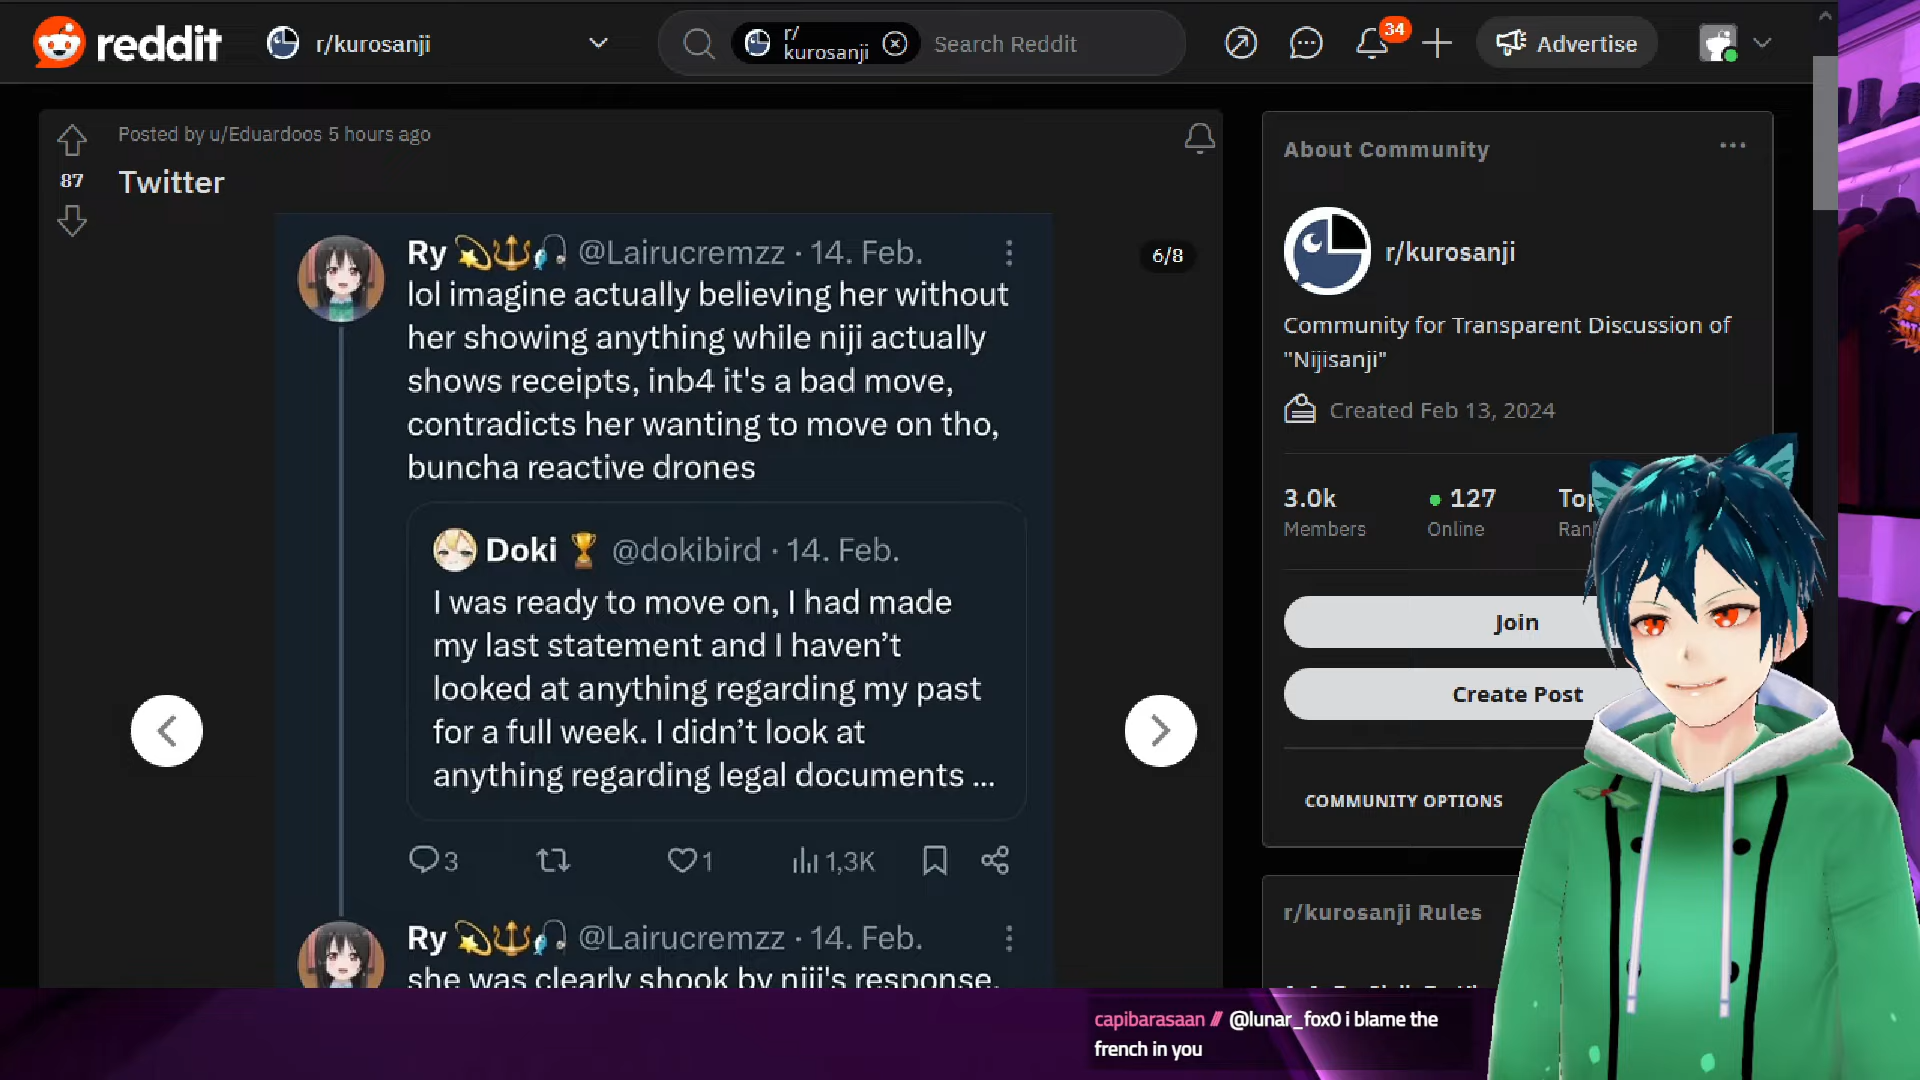 reddit
r/kurosanji
r/
kurosanji
Search Reddit
34
Advertise
Posted by u/Eduardoos 5 hours ago
87
Twitter
6/8
Ry @Lairucremzz · 14. Feb.
lol imagine actually believing her without
her showing anything while niji actually
shows receipts, inb4 it's a bad move,
contradicts her wanting to move on tho,
buncha reactive drones
Doki @dokibird · 14. Feb.
I was ready to move on, I had made
my last statement and I haven't
looked at anything regarding my past
for a full week. I didn't look at
anything regarding legal documents ...
3
1
1,3K
Ry @Lairucremzz · 14. Feb.
she was clearly shook by niji's response.
About Community
r/kurosanji
Community for Transparent Discussion of
"Nijisanji"
Created Feb 13, 2024
3.0k
Members
127
Online
Join
Create Post
COMMUNITY OPTIONS
r/kurosanji Rules
capibarasaan // @lunar_fox0 i blame the
french in you